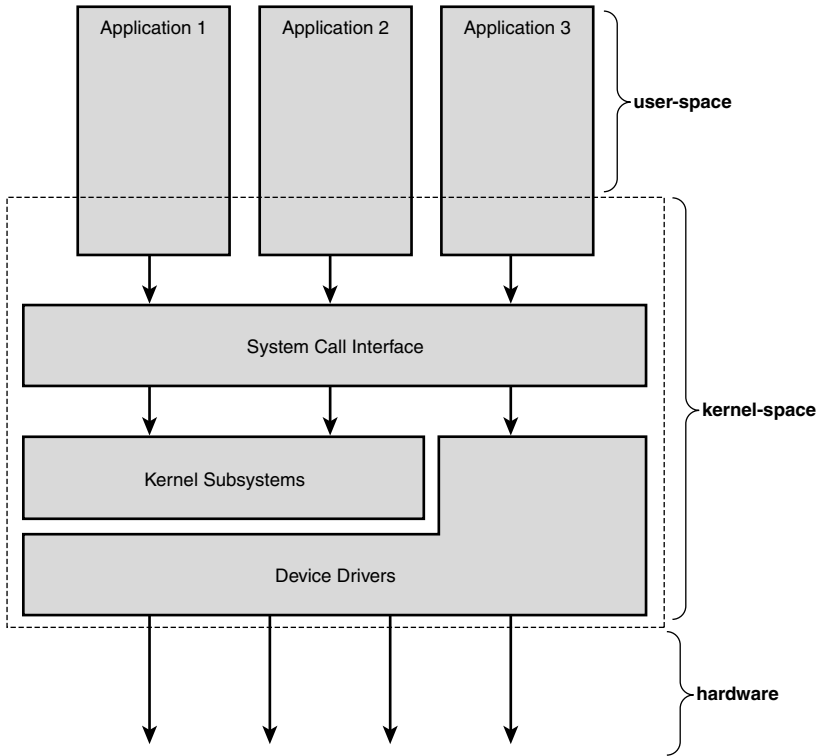 Application 1
Application 2
Application 3
user-space
System Call Interface
kernel-space
Kernel Subsystems
Device Drivers
hardware